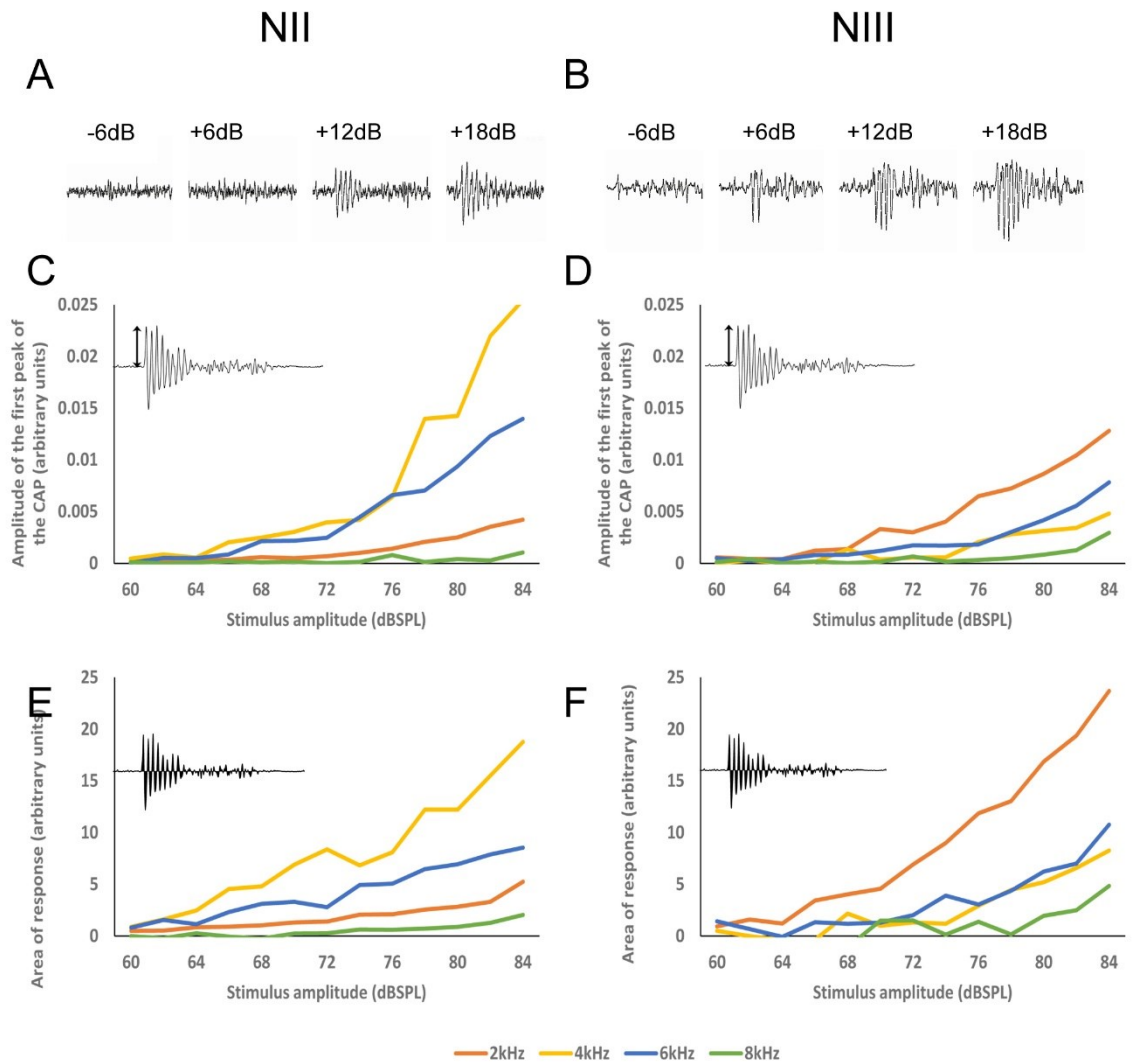 NII
NIII
A
B
-6dB +6dB +12dB +18dB
-6dB +6dB +12dB +18dB
C
Amplitude of the first peak of
the CAP (arbitrary units)
0.025
0.02
0.015
0.01
0.005
0
60 64 68 72 76 80 84
Stimulus amplitude (dBSPL)
D
Amplitude of the first peak of
the CAP (arbitrary units)
0.025
0.02
0.015
0.01
0.005
0
60 64 68 72 76 80 84
Stimulus amplitude (dBSPL)
E
Area of response (arbitrary units)
25
20
15
10
5
0
60 64 68 72 76 80 84
Stimulus amplitude (dBSPL)
F
Area of response (arbitrary units)
25
20
15
10
5
0
60 64 68 72 76 80 84
Stimulus amplitude (dBSPL)
2kHz 4kHz 6kHz 8kHz